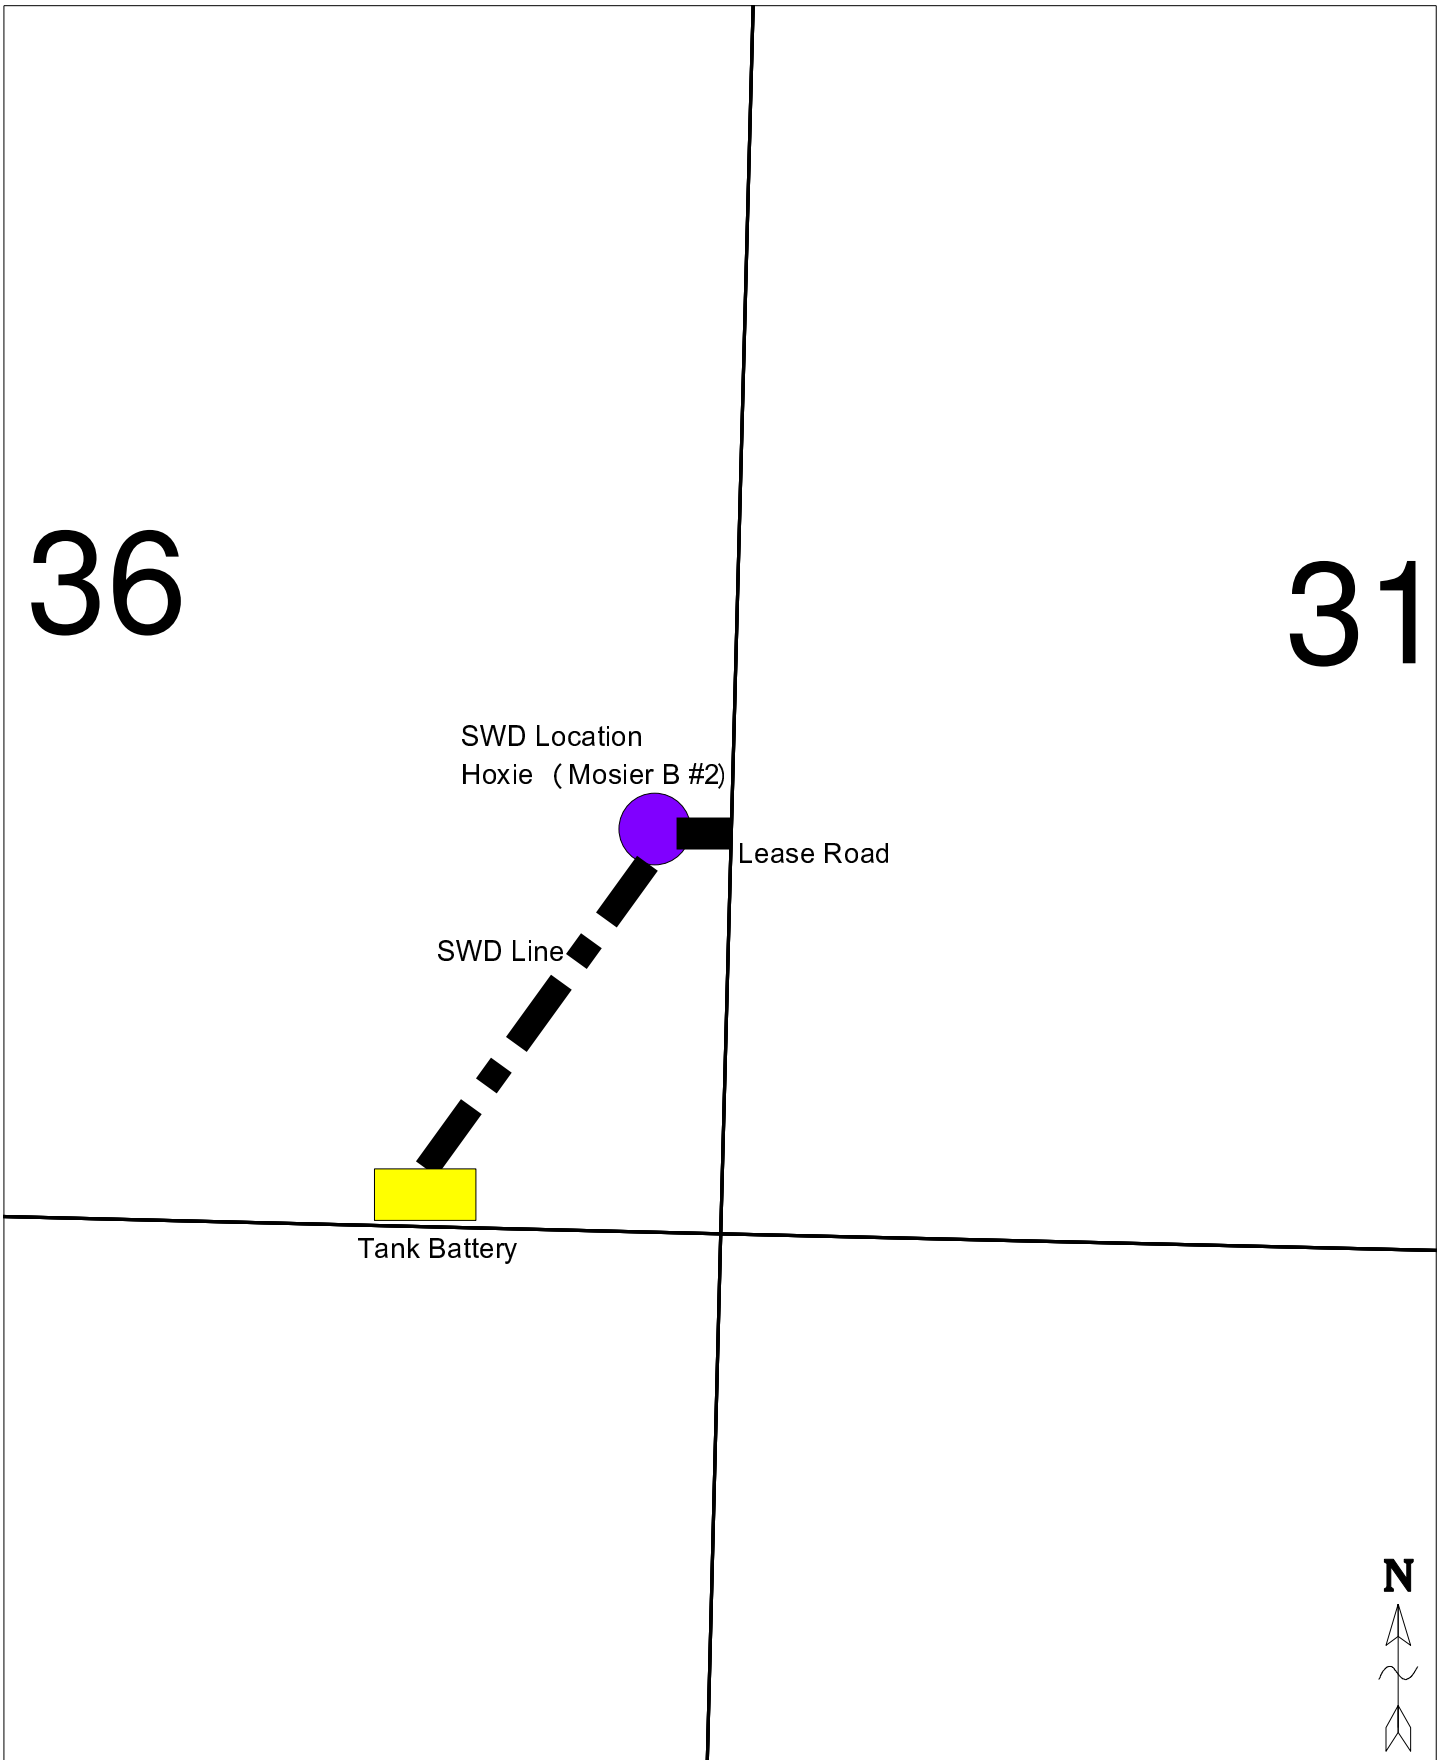 36
31
SWD Location
Hoxie (Mosier B #2)
Lease Road
SWD Line
Tank Battery
N